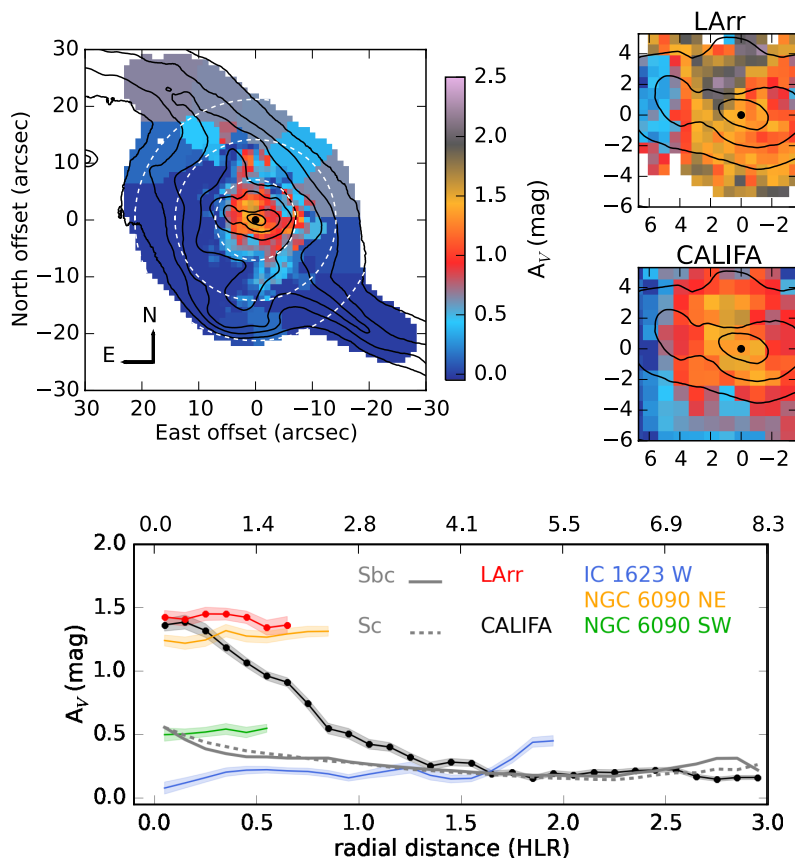 30
20
10
0
−10
−20
−30
North offset (arcsec)
30 20 10 0 −10 −20 −30
East offset (arcsec)
N
E
2.5
2.0
1.5
1.0
0.5
0.0
A_V (mag)
LArr
4
2
0
−2
−4
−6
6 4 2 0 −2
CALIFA
4
2
0
−2
−4
−6
6 4 2 0 −2
0.0 1.4 2.8 4.1 5.5 6.9 8.3
2.0
1.5
1.0
0.5
0.0
A_V (mag)
Sbc LArr IC 1623 W
NGC 6090 NE
Sc CALIFA NGC 6090 SW
0.0 0.5 1.0 1.5 2.0 2.5 3.0
radial distance (HLR)